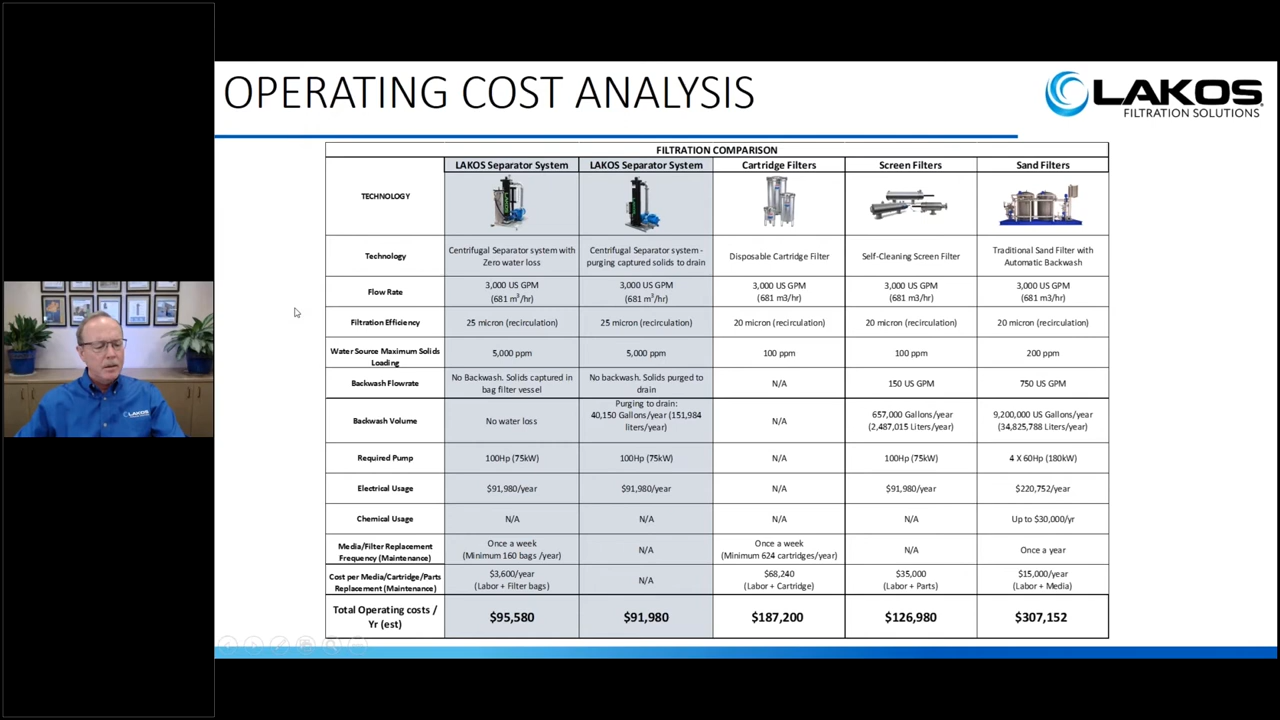 OPERATING COST ANALYSIS
LAKOS
FILTRATION SOLUTIONS
FILTRATION COMPARISON
LAKOS Separator System LAKOS Separator System Cartridge Filters Screen Filters Sand Filters
TECHNOLOGY
Technology
Centrifugal Separator system with
Zero water loss
Centrifugal Separator system -
purging captured solids to drain
Disposable Cartridge Filter
Self-Cleaning Screen Filter
Traditional Sand Filter with
Automatic Backwash
Flow Rate
3,000 US GPM
(681 m³/hr)
3,000 US GPM
(681 m³/hr)
3,000 US GPM
(681 m3/hr)
3,000 US GPM
(681 m3/hr)
3,000 US GPM
(681 m3/hr)
Filtration Efficiency
25 micron (recirculation)
25 micron (recirculation)
20 micron (recirculation)
20 micron (recirculation)
20 micron (recirculation)
Water Source Maximum Solids
Loading
5,000 ppm
5,000 ppm
100 ppm
100 ppm
200 ppm
Backwash Flowrate
No Backwash. Solids captured in
bag filter vessel
No backwash. Solids purged to
drain
N/A
150 US GPM
750 US GPM
Backwash Volume
No water loss
Purging to drain:
40,150 Gallons/year (151,984
liters/year)
N/A
657,000 Gallons/year
(2,487,015 Liters/year)
9,200,000 US Gallons/year
(34,825,788 Liters/year)
Required Pump
100Hp (75kW)
100Hp (75kW)
N/A
100Hp (75kW)
4 X 60Hp (180kW)
Electrical Usage
$91,980/year
$91,980/year
N/A
$91,980/year
$220,752/year
Chemical Usage
N/A
N/A
N/A
N/A
Up to $30,000/yr
Media/Filter Replacement
Frequency (Maintenance)
Once a week
(Minimum 160 bags /year)
N/A
Once a week
(Minimum 624 cartridges/year)
N/A
Once a year
Cost per Media/Cartridge/Parts
Replacement (Maintenance)
$3,600/year
(Labor + Filter bags)
N/A
$68,240
(Labor + Cartridge)
$35,000
(Labor + Parts)
$15,000/year
(Labor + Media)
Total Operating costs /
Yr (est)
$95,580
$91,980
$187,200
$126,980
$307,152
LAKOS